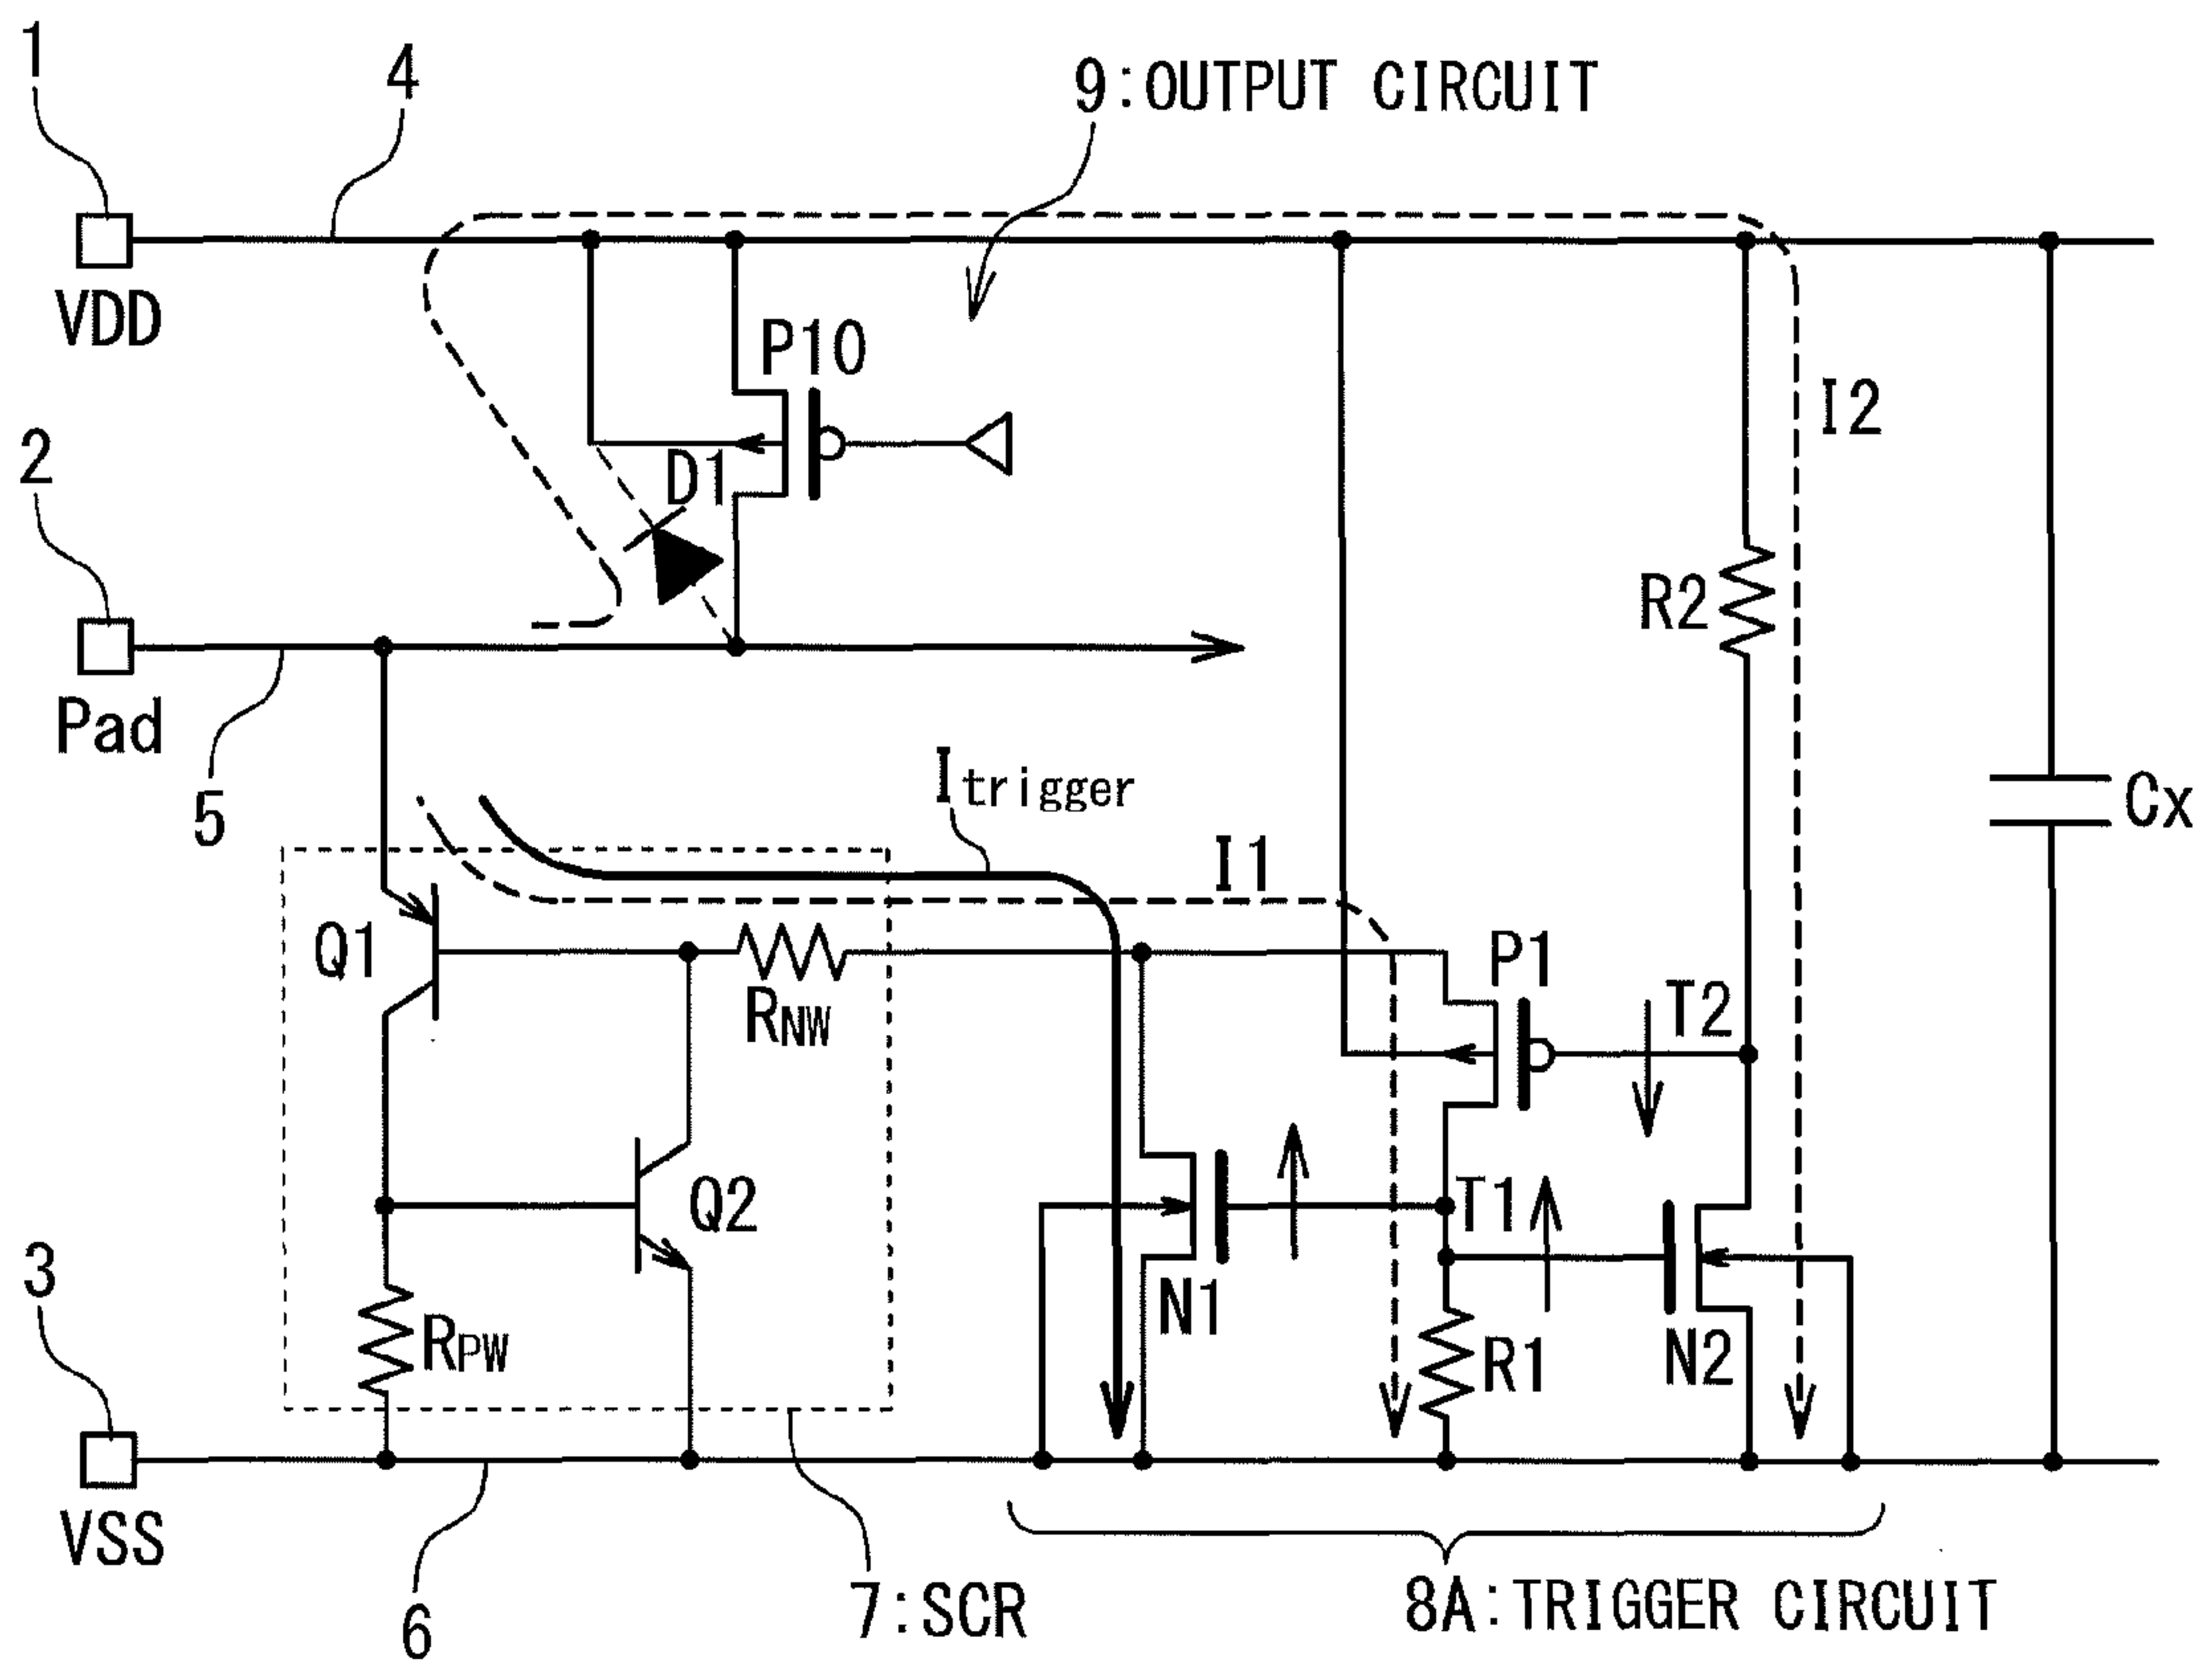 1
4
9:OUTPUT CIRCUIT
VDD
P10
I2
2
D1
R2
Pad
5
Itrigger
Cx
I1
Q1
RNW
P1
T2
Q2
T1
3
RPW
N1
R1
N2
VSS
6
7:SCR
8A:TRIGGER CIRCUIT